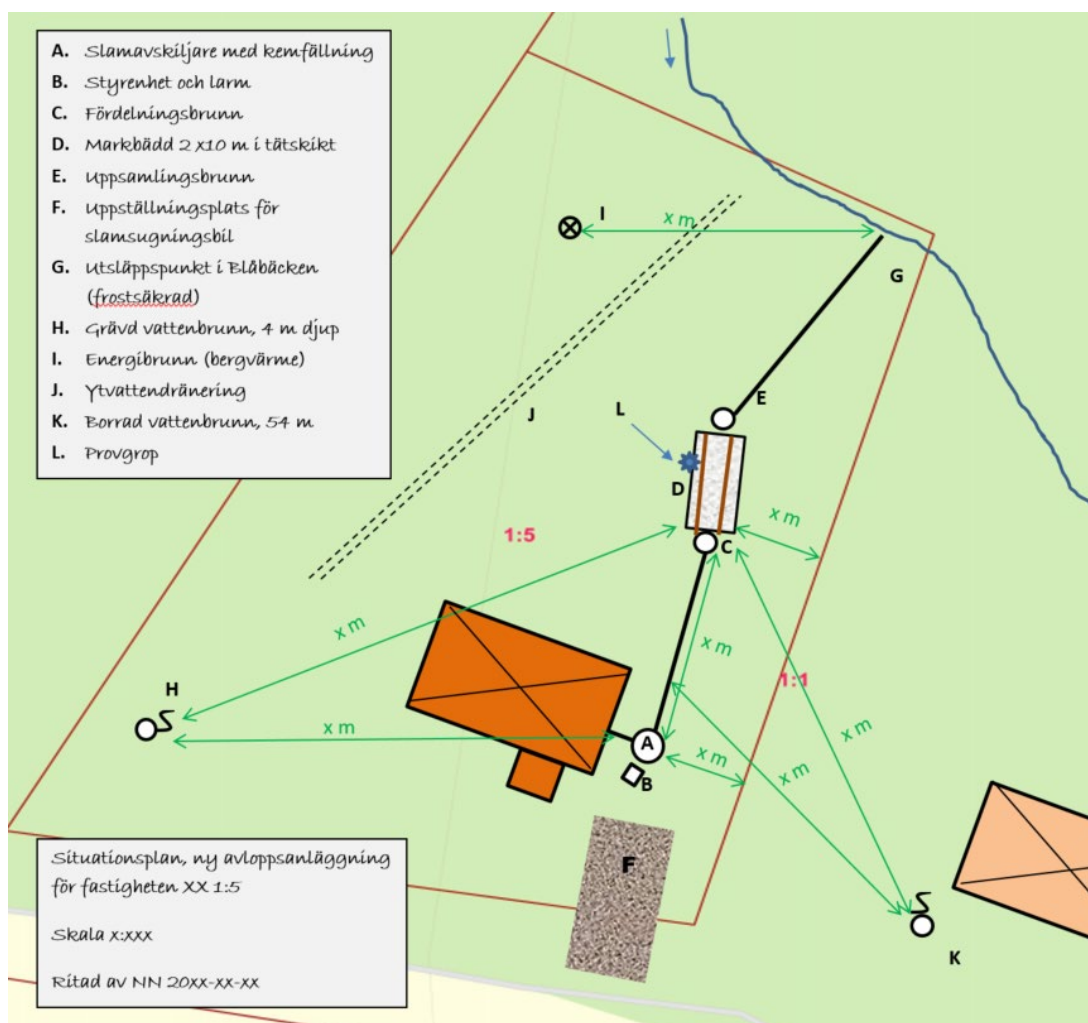 A. Slamavskiljare med kemfällning
B. Styrenhet och larm
C. Fördelningsbrunn
D. Markbädd 2 x10 m i tätskikt
E. Uppsamlingsbrunn
F. Uppställningsplats för
slamsugningsbil
G. Utsläppspunkt i Blåbäcken
(frostsäkrad)
H. Grävd vattenbrunn, 4 m djup
I. Energibrunn (bergvärme)
J. Ytvattendränering
K. Borrad vattenbrunn, 54 m
L. Provgrop
I
x m
G
E
L
J
D
x m
1:5
C
x m
x m
1:1
H
x m
x m
A
x m
x m
B
F
K
Situationsplan, ny avloppsanläggning
för fastigheten XX 1:5
Skala x:xxx
Ritad av NN 20xx-xx-xx